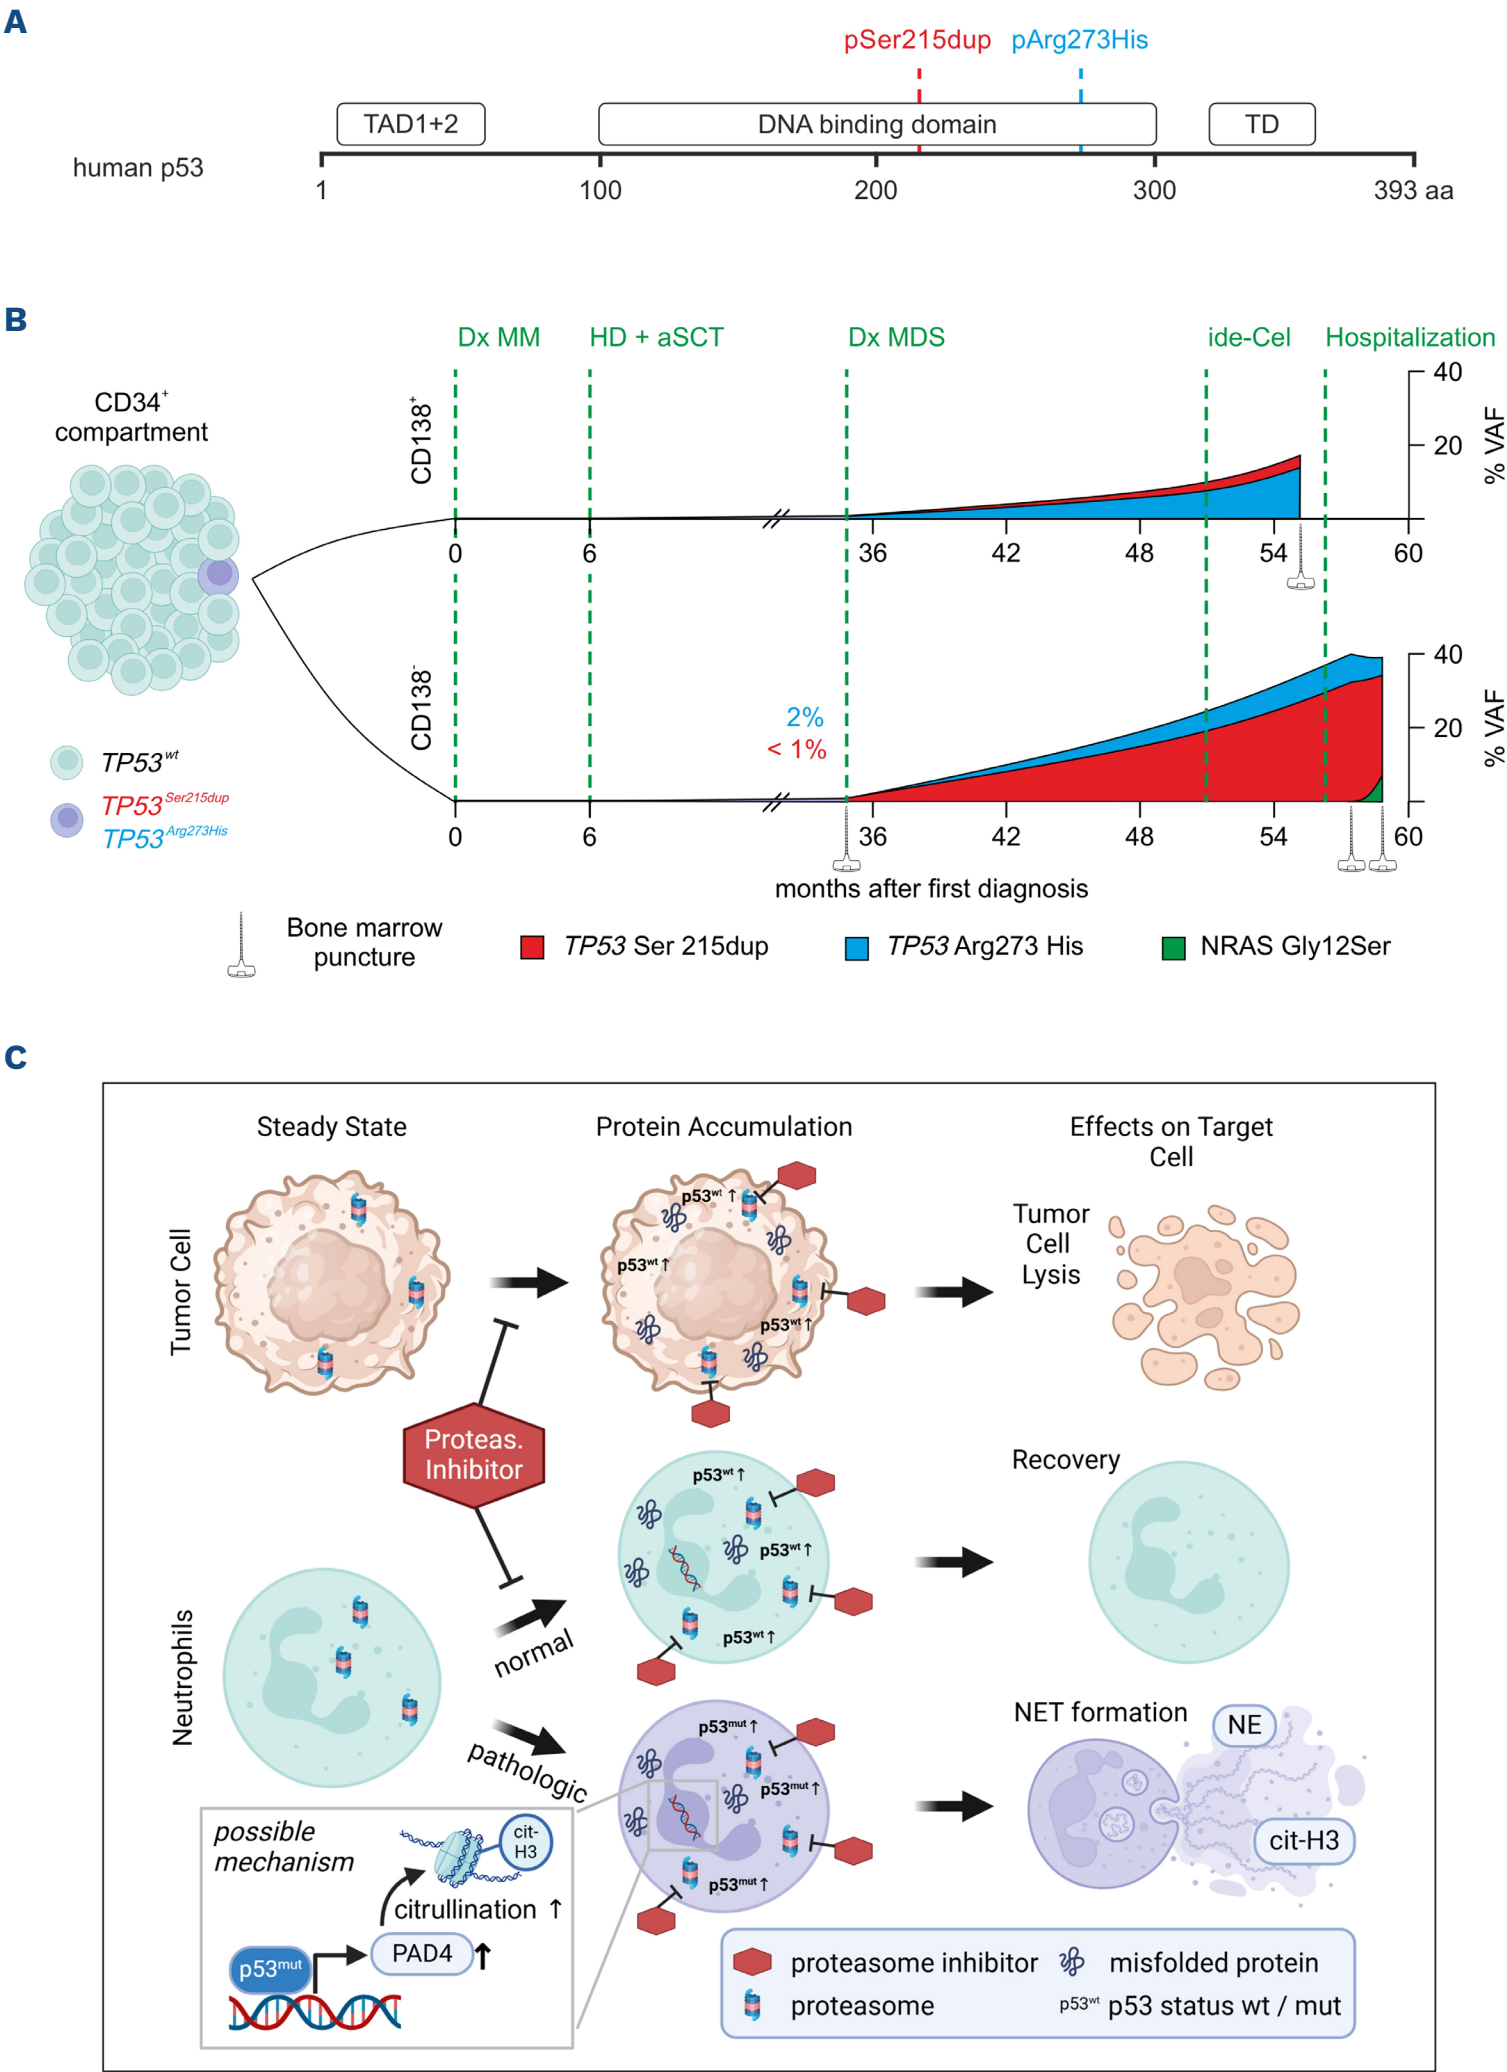 A
pSer215dup pArg273His
TAD1+2 DNA binding domain TD
human p53
1 100 200 300 393 aa
B
Dx MM HD + aSCT Dx MDS ide-Cel Hospitalization
CD34⁺
compartment
CD138⁺
40
20
% VAF
0 6 36 42 48 54 60
CD138⁻
2%
< 1%
40
20
% VAF
TP53 wt
TP53 Ser215dup
TP53 Arg273His
0 6 36 42 48 54 60
months after first diagnosis
Bone marrow
puncture
TP53 Ser 215dup TP53 Arg273 His NRAS Gly12Ser
C
Steady State Protein Accumulation Effects on Target
Cell
Tumor Cell
p53wt ↑
p53wt ↑
p53wt ↑
Tumor
Cell
Lysis
Proteas.
Inhibitor
Neutrophils
normal
p53wt ↑
p53wt ↑
p53wt ↑
Recovery
pathologic
p53mut ↑
p53mut ↑
p53mut ↑
NET formation
NE
cit-H3
possible
mechanism
cit-
H3
citrullination ↑
p53mut PAD4 ↑
proteasome inhibitor misfolded protein
proteasome p53wt p53 status wt / mut